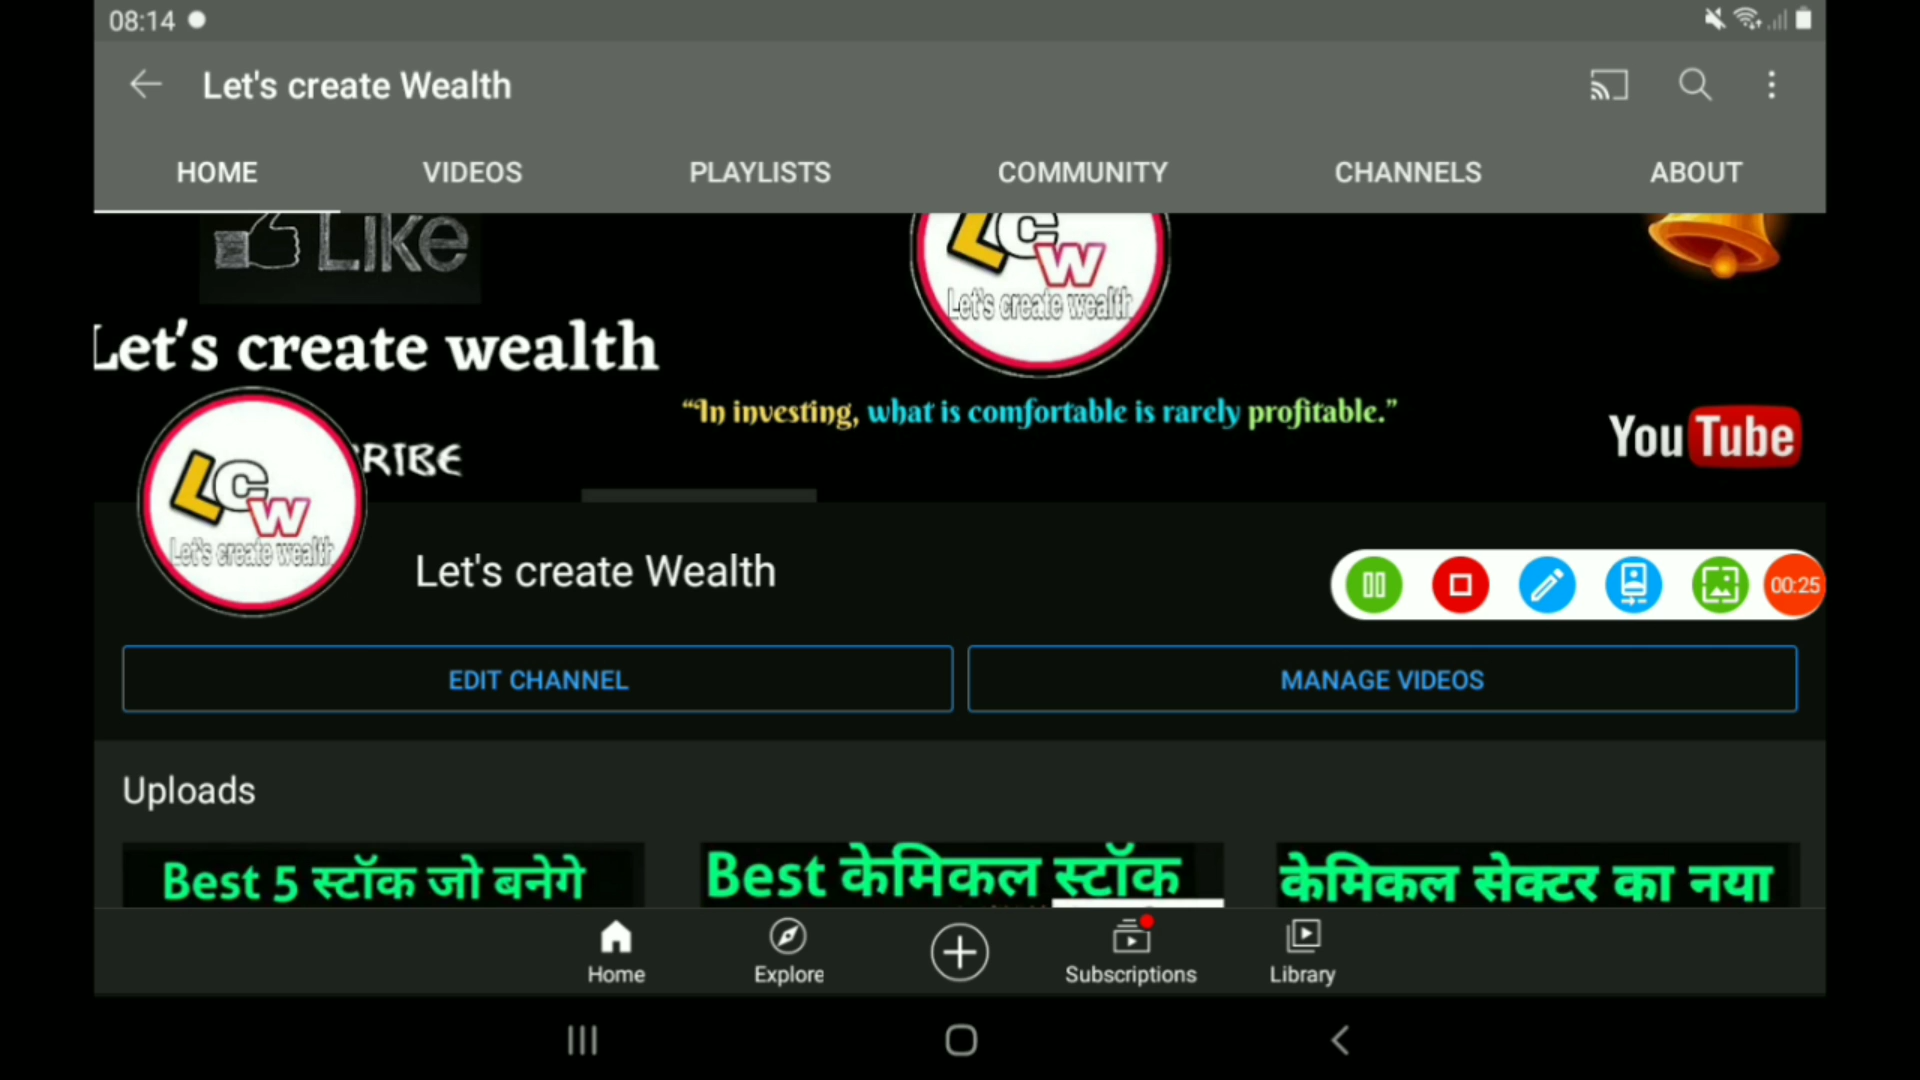 08:14
Let's create Wealth
HOME VIDEOS PLAYLISTS COMMUNITY CHANNELS ABOUT
LIKE
LCW
Let's create wealth
Let's create wealth
"In investing, what is comfortable is rarely profitable."
RIBE
YouTube
LCW
Let's create wealth
Let's create Wealth
00:25
EDIT CHANNEL MANAGE VIDEOS
Uploads
Best 5 स्टॉक जो बनेगे
Best केमिकल स्टॉक
केमिकल सेक्टर का नया
Home Explore Subscriptions Library